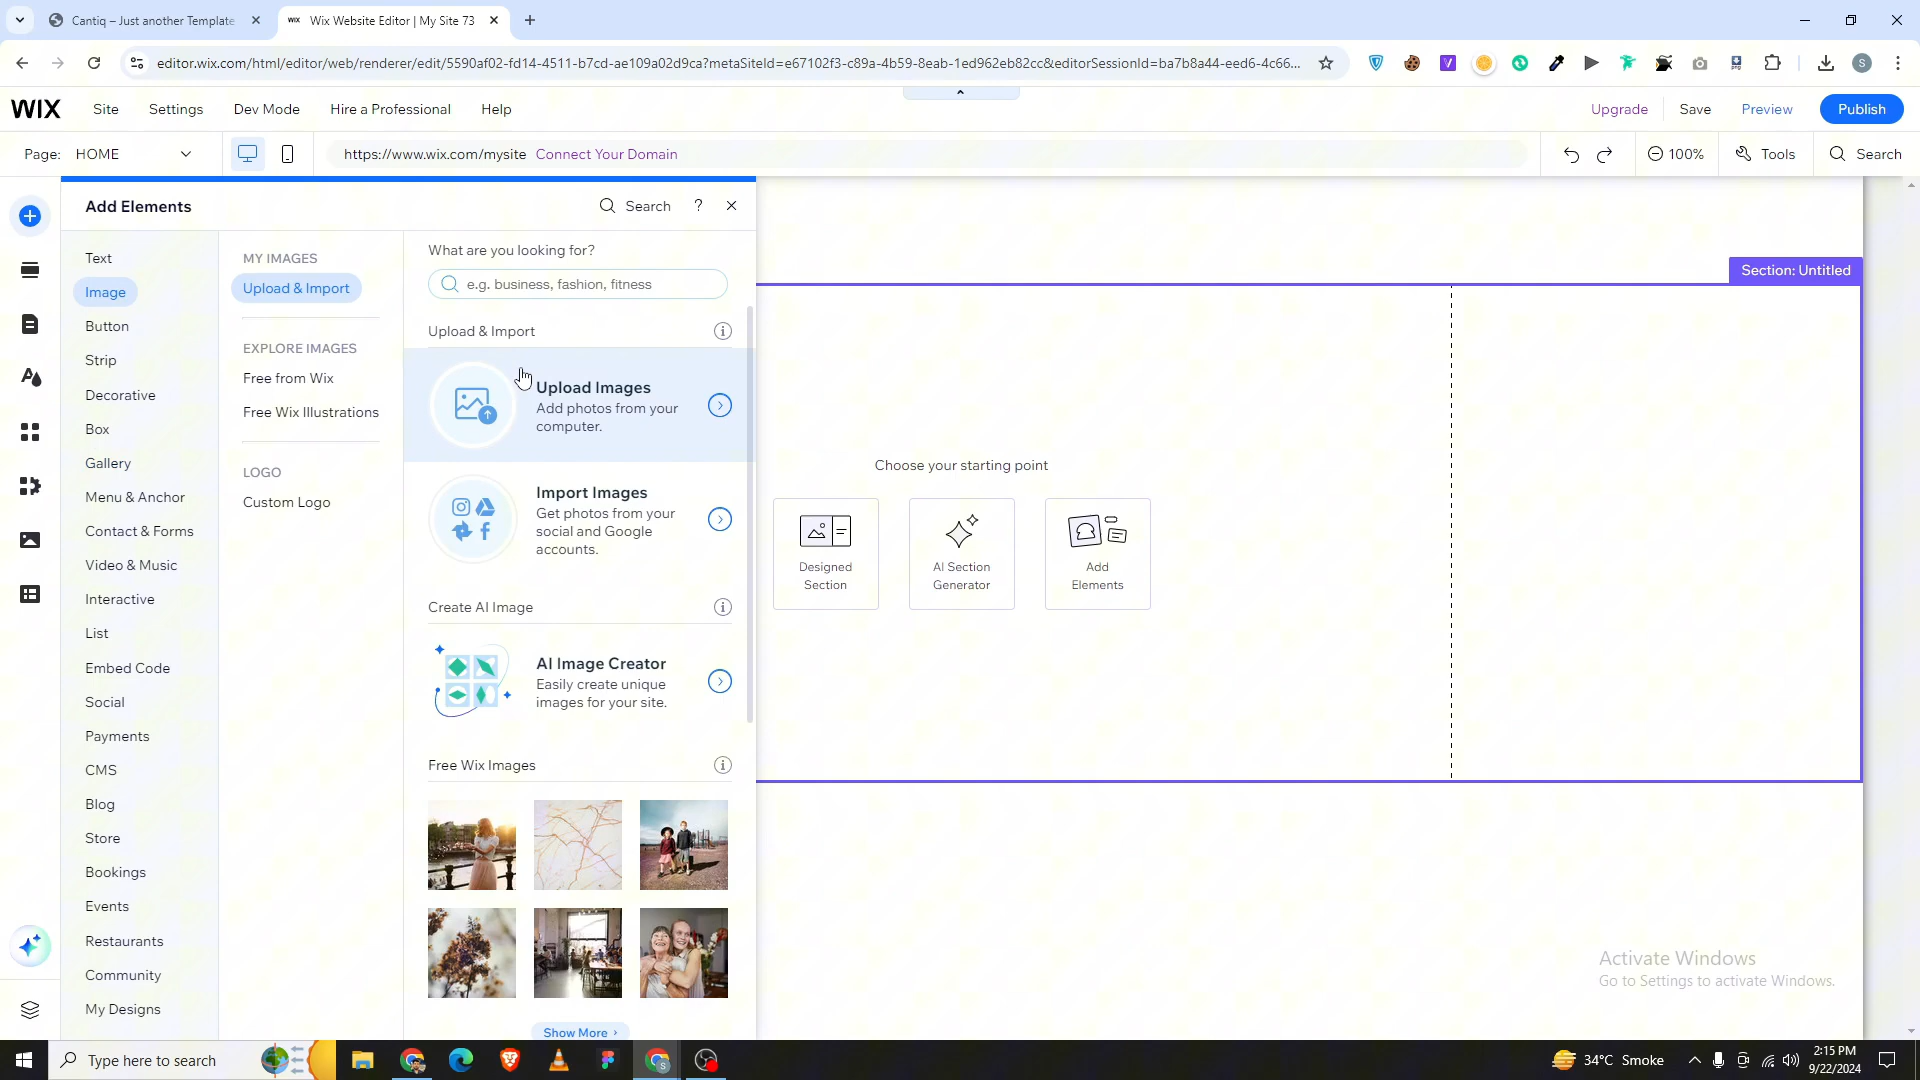 Cantiq – Just another Template
Wix Website Editor | My Site 73
editor.wix.com/html/editor/web/renderer/edit/5590af02-fd14-4511-b7cd-ae109a02d9ca?metaSiteId=e67102f3-c89a-4b59-8eab-1ed962eb82cc&editorSessionId=ba7b8a44-eed6-4c66...
WIX
Site
Settings
Dev Mode
Hire a Professional
Help
Upgrade
Save
Preview
Publish
Page: HOME
https://www.wix.com/mysite Connect Your Domain
100%
Tools
Search
Add Elements
Search
?
Text
Image
Button
Strip
Decorative
Box
Gallery
Menu & Anchor
Contact & Forms
Video & Music
Interactive
List
Embed Code
Social
Payments
CMS
Blog
Store
Bookings
Events
Restaurants
Community
My Designs
MY IMAGES
Upload & Import
EXPLORE IMAGES
Free from Wix
Free Wix Illustrations
LOGO
Custom Logo
What are you looking for?
e.g. business, fashion, fitness
Upload & Import
Upload Images
Add photos from your
computer.
Import Images
Get photos from your
social and Google
accounts.
Create AI Image
AI Image Creator
Easily create unique
images for your site.
Free Wix Images
Show More
Section: Untitled
Choose your starting point
Designed
Section
AI Section
Generator
Add
Elements
Activate Windows
Go to Settings to activate Windows.
Type here to search
34°C Smoke
2:15 PM
9/22/2024